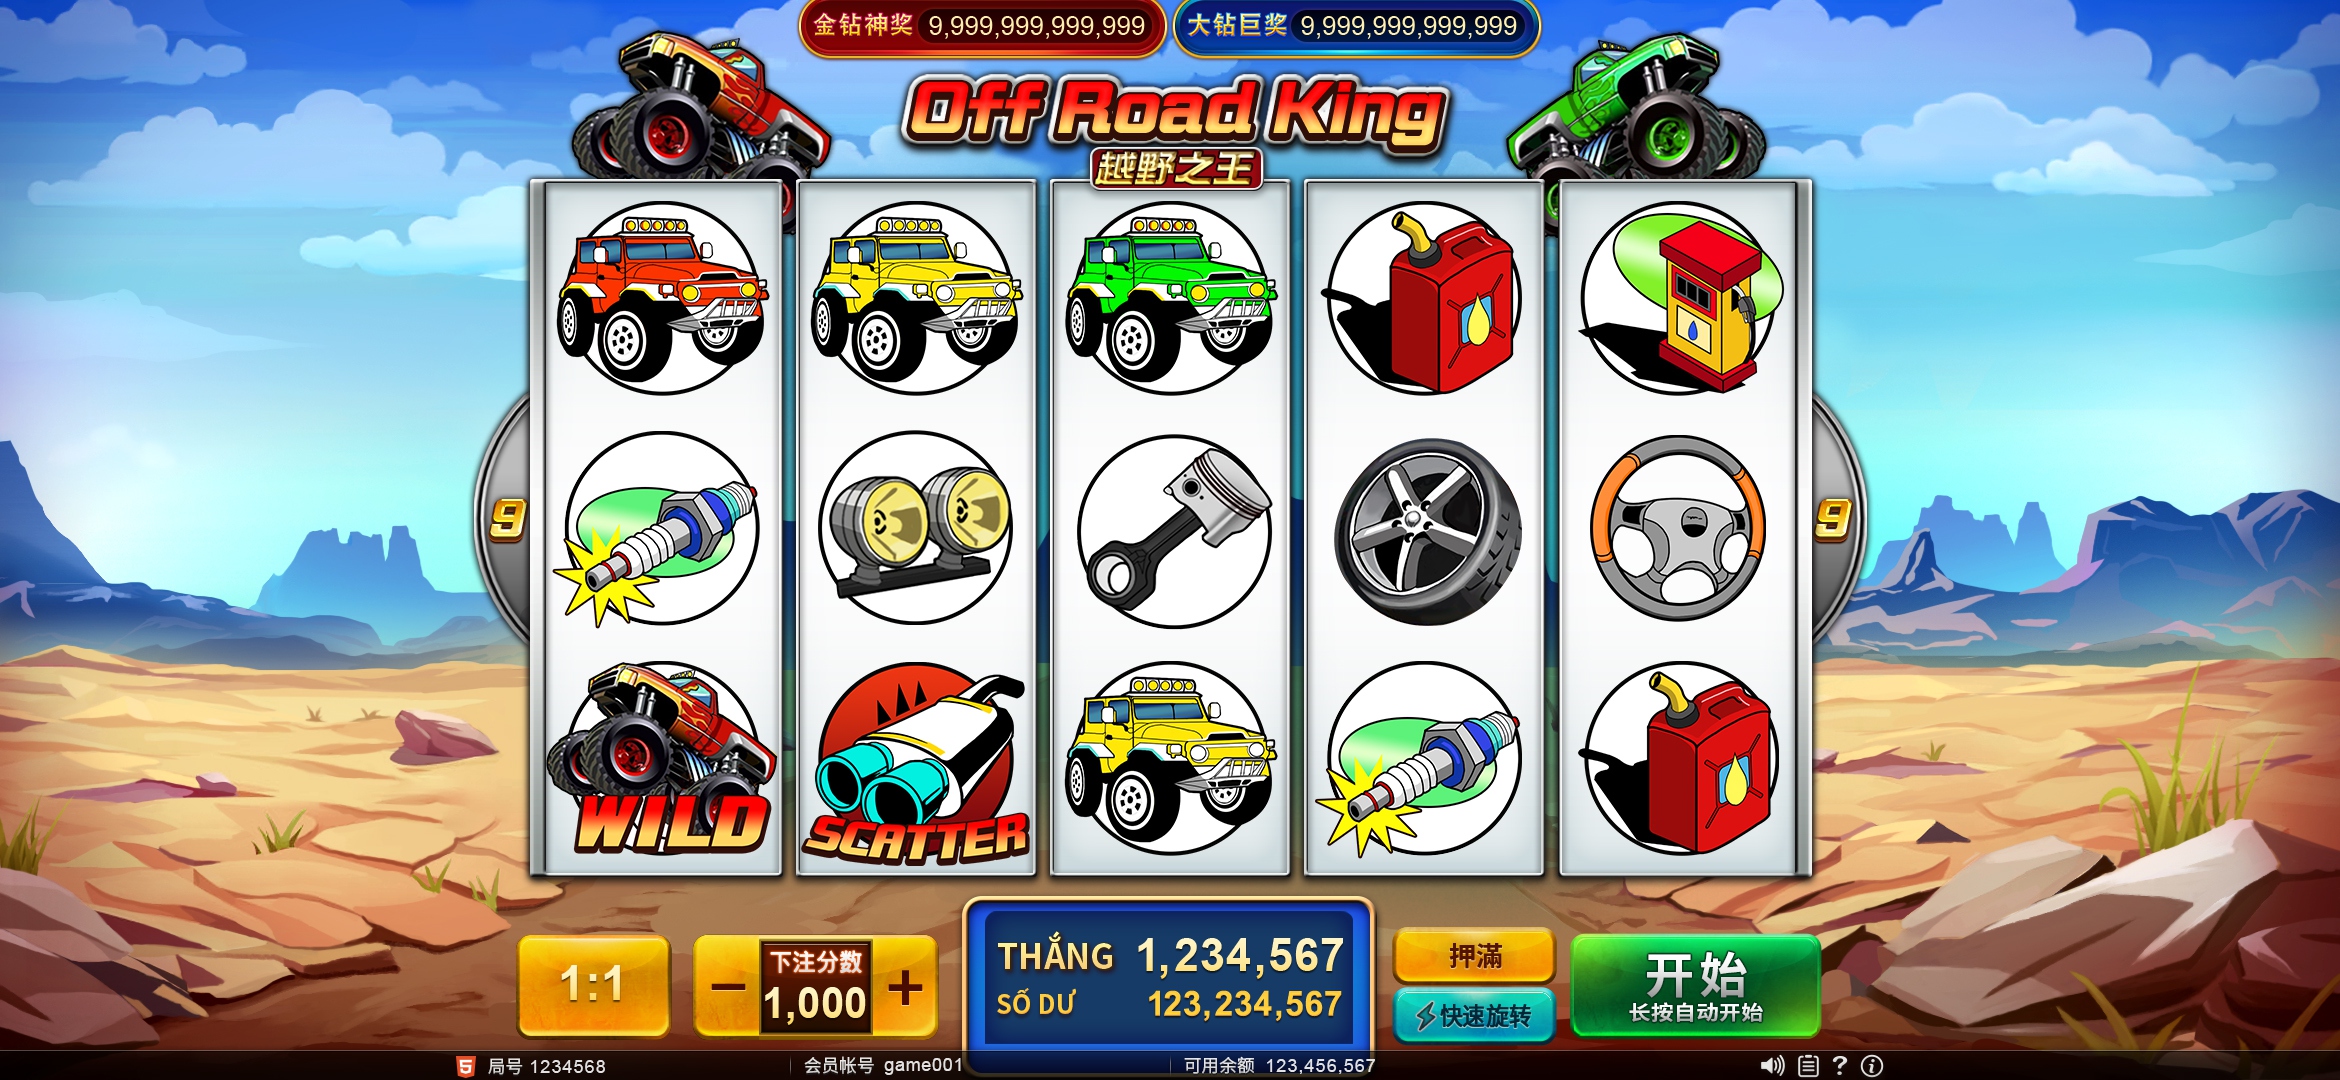 金钻神奖 9,999,999,999,999
大钻巨奖 9,999,999,999,999
Off Road King
越野之王
9
9
WILD
SCATTER
1:1
下注分数
− 1,000 +
THẮNG 1,234,567
SỐ DƯ 123,234,567
押滿
快速旋转
开始
长按自动开始
5 局号 1234568
会员帐号 game001
可用余额 123,456,567
?
i